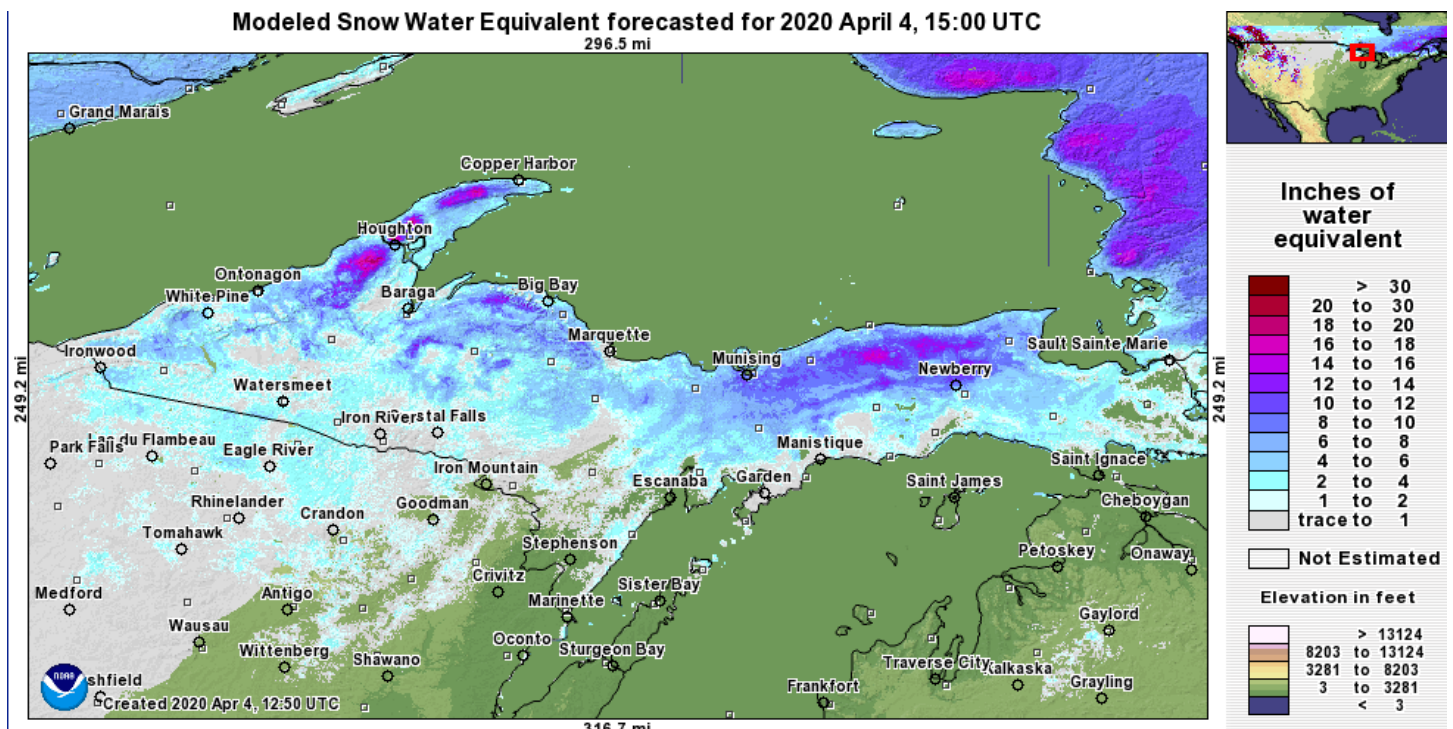 Modeled Snow Water Equivalent forecasted for 2020 April 4, 15:00 UTC
296.5 mi
Grand Marais
Copper Harbor
Houghton
Ontonagon
White Pine
Baraga
Big Bay
Marquette
Munising
Newberry
Sault Sainte Marie
Ironwood
249.2 mi
249.2 mi
Watersmeet
Iron River
stal Falls
Park Falls
du Flambeau
Eagle River
Iron Mountain
Manistique
Escanaba
Garden
Saint James
Saint Ignace
Cheboygan
Rhinelander
Crandon
Goodman
Tomahawk
Stephenson
Petoskey
Onaway
Medford
Antigo
Crivitz
Marinette
Sister Bay
Gaylord
Wausau
Wittenberg
Shawano
Oconto
Sturgeon Bay
Traverse City
Kalkaska
Grayling
Frankfort
NOAA
shfield
Created 2020 Apr 4, 12:50 UTC
316.7 mi
Inches of
water
equivalent
> 30
20 to 30
18 to 20
16 to 18
14 to 16
12 to 14
10 to 12
8 to 10
6 to 8
4 to 6
2 to 4
1 to 2
trace to 1
Not Estimated
Elevation in feet
> 13124
8203 to 13124
3281 to 8203
3 to 3281
< 3